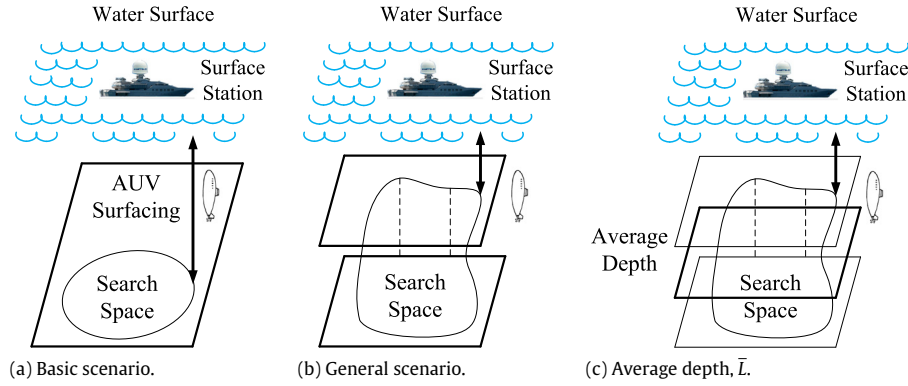 Water Surface
Surface
Station
AUV
Surfacing
Search
Space
(a) Basic scenario.
Water Surface
Surface
Station
Search
Space
(b) General scenario.
Water Surface
Surface
Station
Average
Depth
Search
Space
(c) Average depth, L̄.